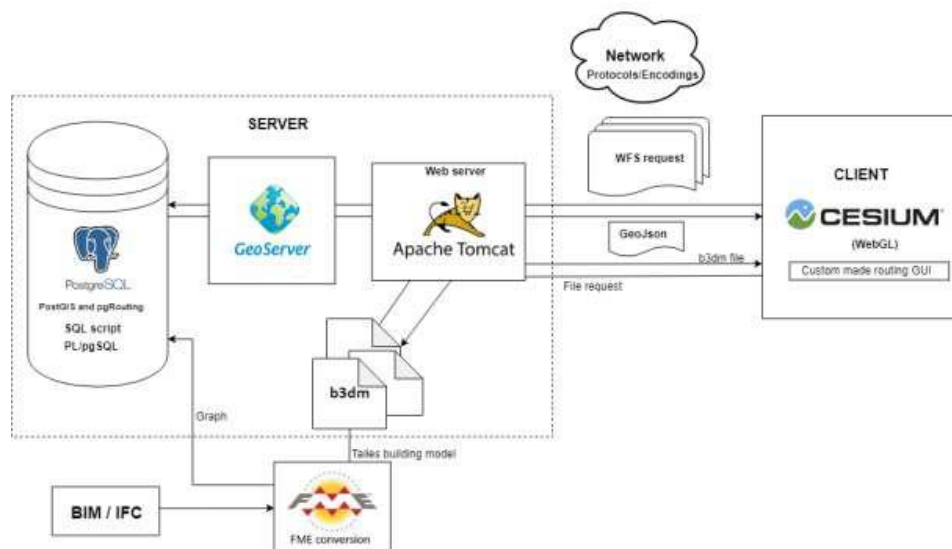 Network
Protocols/Encodings
SERVER
WFS request
CLIENT
Web server
CESIUM
GeoServer
Apache Tomcat
GeoJson
(WebGL)
PostgreSQL
b3dm file
Custom made routing GUI
File request
PostGIS and pgRouting
SQL script
PL/pgSQL
b3dm
Graph
Tailes building model
BIM / IFC
FME
FME conversion